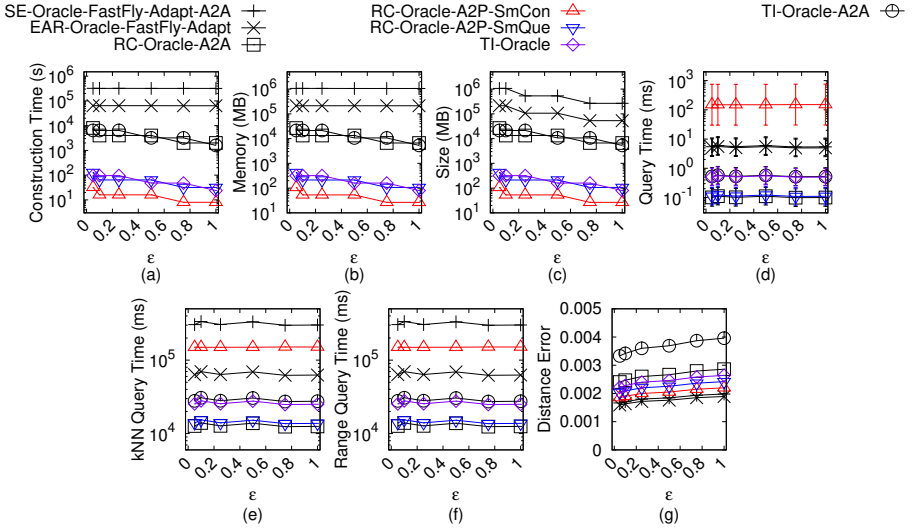 SE-Oracle-FastFly-Adapt-A2A
EAR-Oracle-FastFly-Adapt
RC-Oracle-A2A
RC-Oracle-A2P-SmCon
RC-Oracle-A2P-SmQue
TI-Oracle
TI-Oracle-A2A
Construction Time (s)
10^6
10^5
10^4
10^3
10^2
10^1
0
0.2
0.4
0.6
0.8
1
ε
(a)
Memory (MB)
10^6
10^5
10^4
10^3
10^2
10^1
0
0.2
0.4
0.6
0.8
1
ε
(b)
Size (MB)
10^6
10^5
10^4
10^3
10^2
10^1
0
0.2
0.4
0.6
0.8
1
ε
(c)
Query Time (ms)
10^3
10^2
10^1
10^0
10^-1
0
0.2
0.4
0.6
0.8
1
ε
(d)
kNN Query Time (ms)
10^5
10^4
0
0.2
0.4
0.6
0.8
1
ε
(e)
Range Query Time (ms)
10^5
10^4
0
0.2
0.4
0.6
0.8
1
ε
(f)
Distance Error
0.005
0.004
0.003
0.002
0.001
0
0
0.2
0.4
0.6
0.8
1
ε
(g)